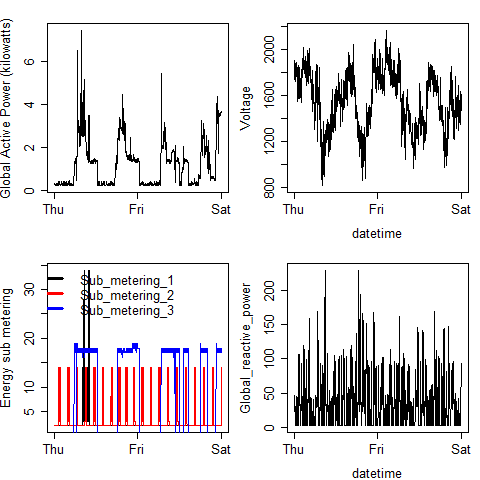 Global Active Power (kilowatts)
0 2 4 6
Thu Fri Sat
Voltage
800 1200 1600 2000
Thu Fri Sat
datetime
Energy sub metering
5 10 20 30
Sub_metering_1
Sub_metering_2
Sub_metering_3
Thu Fri Sat
Global_reactive_power
0 50 100 150 200
Thu Fri Sat
datetime